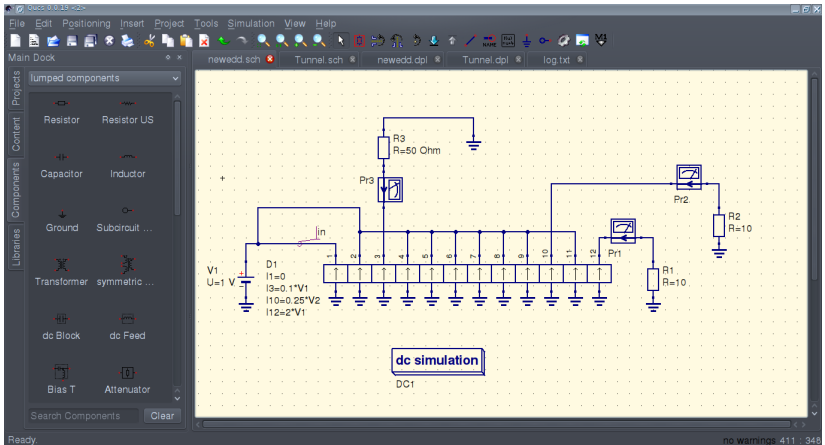 Qucs 0.0.19 <2>
File Edit Positioning Insert Project Tools Simulation View Help
NAME
Main Dock
newedd.sch Tunnel.sch newedd.dpl Tunnel.dpl log.txt
Projects
Content
Components
Libraries
lumped components
Resistor Resistor US
Capacitor Inductor
Ground Subcircuit ...
Transformer symmetric ...
dc Block dc Feed
Bias T Attenuator
Search Components Clear
R3
R=50 Ohm
Pr3
Pr2
R2
R=10
in
Pr1
1 2 3 4 5 6 7 8 9 10 11 12
V1
U=1 V
D1
I1=0
I3=0.1*V1
I10=0.25*V2
I12=2*V1
R1
R=10
dc simulation
DC1
Ready.
no warnings 411 : 348